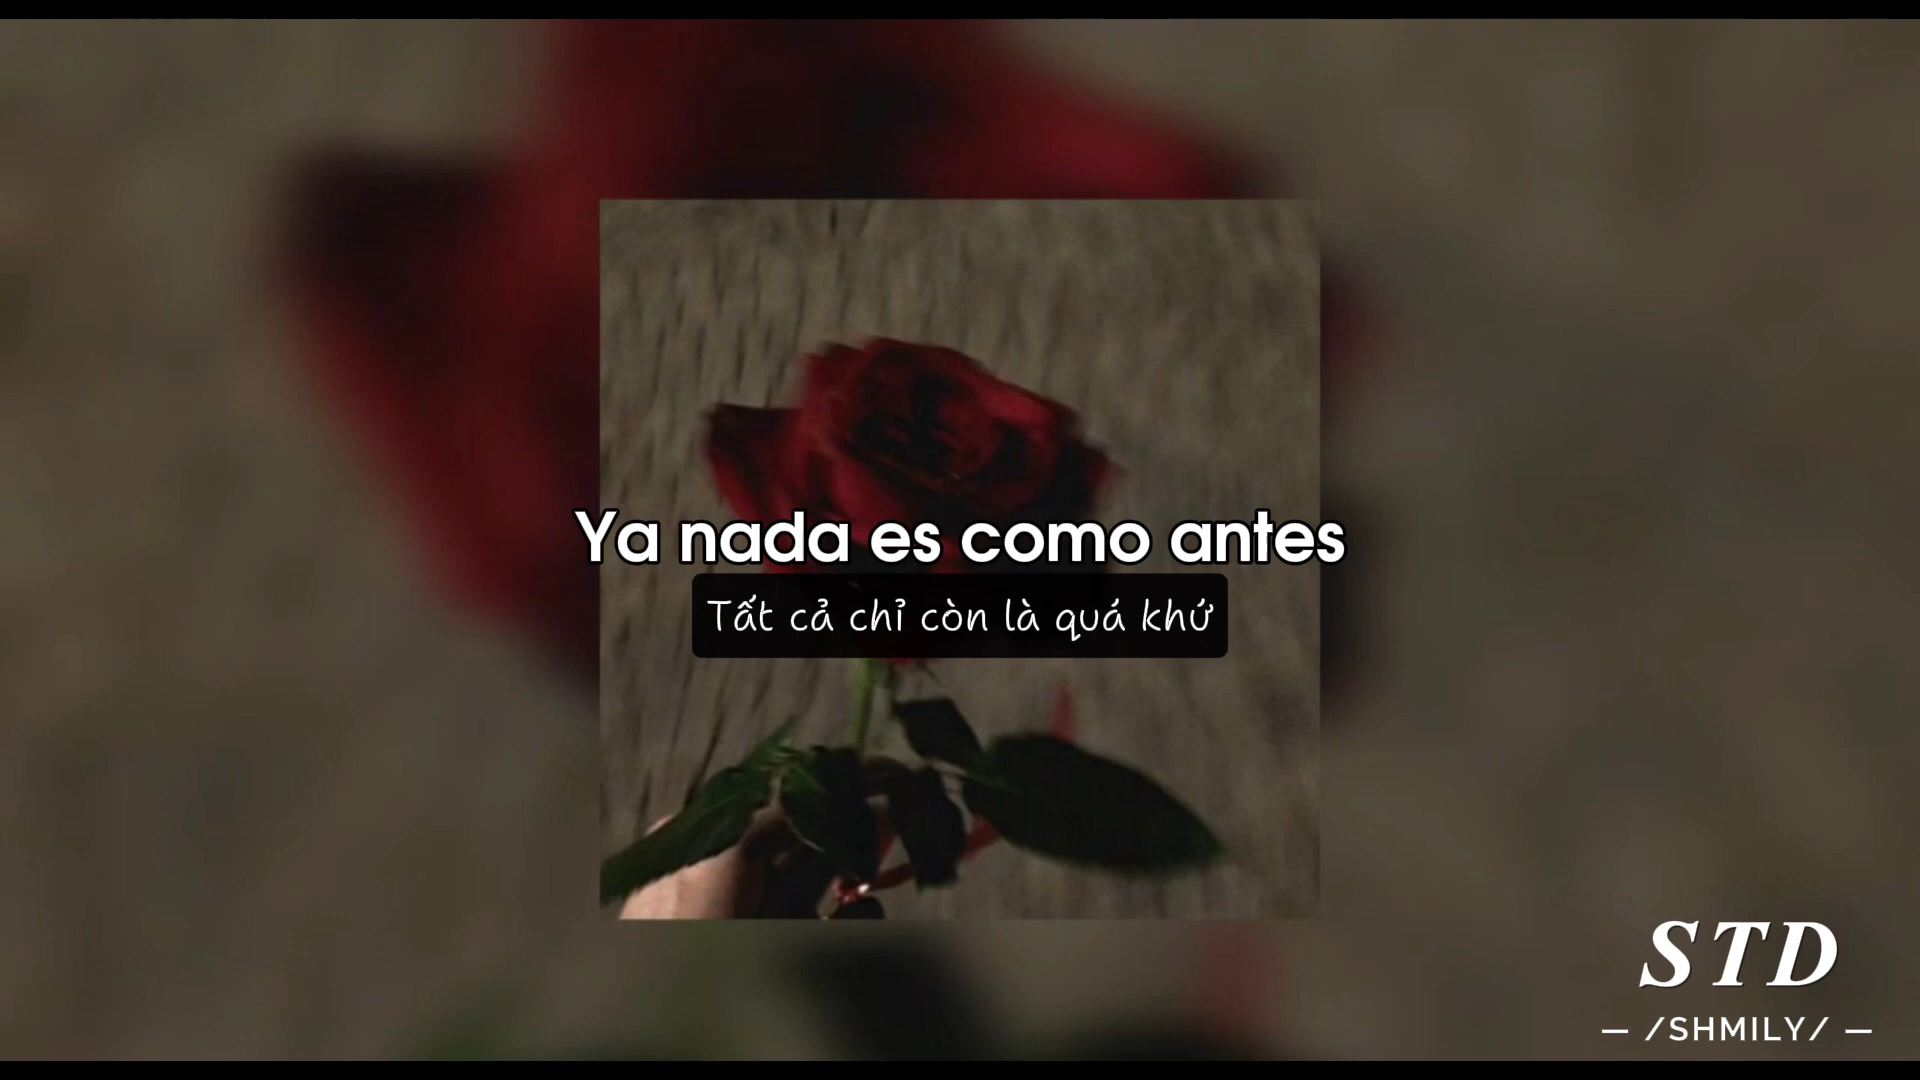 Ya nada es como antes
Tất cả chỉ còn là quá khứ
STD
— /SHMILY/ —